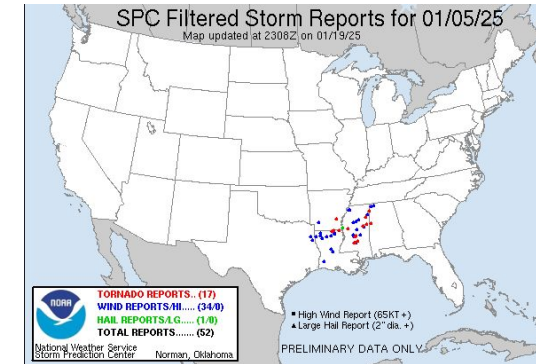 SPC Filtered Storm Reports for 01/05/25
Map updated at 2308Z on 01/19/25
NOAA
TORNADO REPORTS.. (17)
WIND REPORTS/HI..... (34/0)
HAIL REPORTS/LG..... (1/0)
TOTAL REPORTS....... (52)
National Weather Service
Storm Prediction Center Norman, Oklahoma
High Wind Report (65KT +)
Large Hail Report (2" dia. +)
PRELIMINARY DATA ONLY